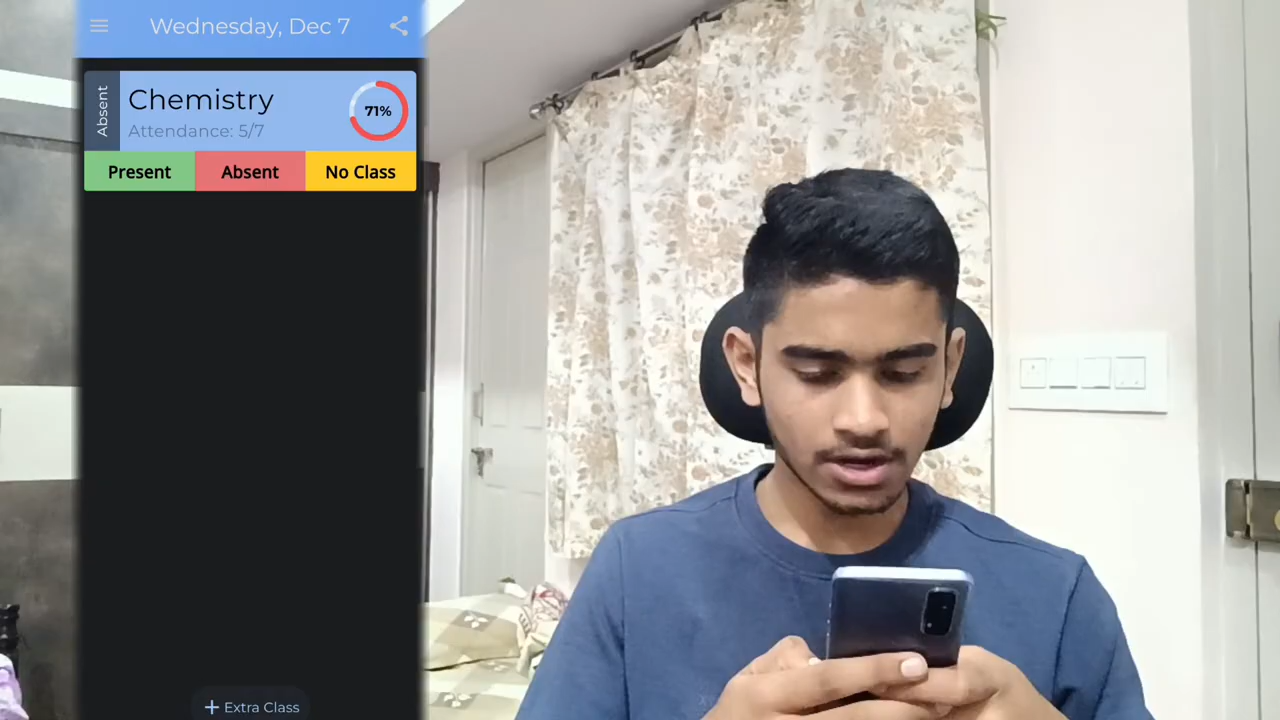 Wednesday, Dec 7
Absent
Chemistry
Attendance: 5/7
71%
Present Absent No Class
+ Extra Class